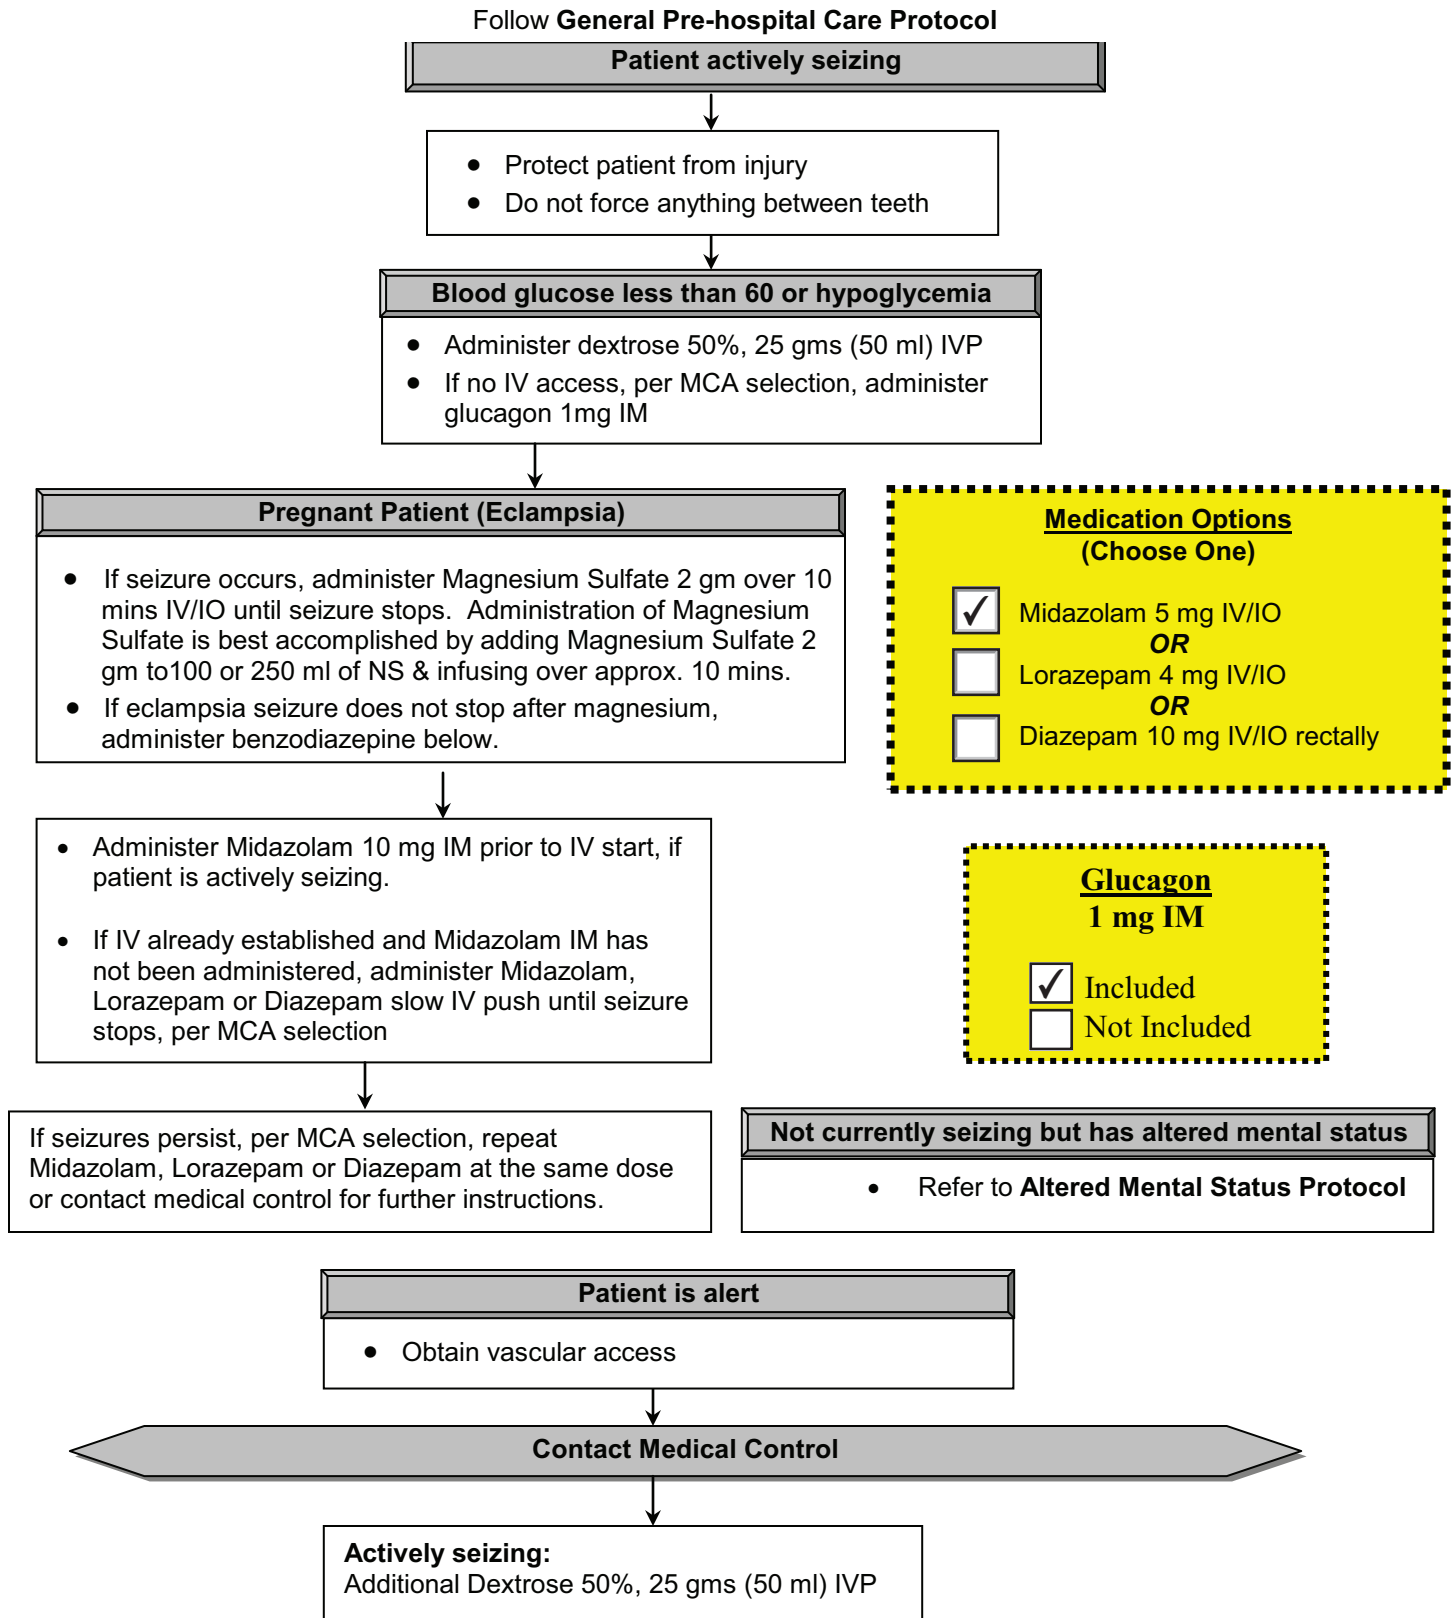 Follow General Pre-hospital Care Protocol
Patient actively seizing
• Protect patient from injury
• Do not force anything between teeth
Blood glucose less than 60 or hypoglycemia
• Administer dextrose 50%, 25 gms (50 ml) IVP
• If no IV access, per MCA selection, administer
glucagon 1mg IM
Pregnant Patient (Eclampsia)
• If seizure occurs, administer Magnesium Sulfate 2 gm over 10
mins IV/IO until seizure stops.  Administration of Magnesium
Sulfate is best accomplished by adding Magnesium Sulfate 2
gm to100 or 250 ml of NS & infusing over approx. 10 mins.
• If eclampsia seizure does not stop after magnesium,
administer benzodiazepine below.
Medication Options
(Choose One)
✓ Midazolam 5 mg IV/IO
OR
Lorazepam 4 mg IV/IO
OR
Diazepam 10 mg IV/IO rectally
• Administer Midazolam 10 mg IM prior to IV start, if
patient is actively seizing.
• If IV already established and Midazolam IM has
not been administered, administer Midazolam,
Lorazepam or Diazepam slow IV push until seizure
stops, per MCA selection
Glucagon
1 mg IM
✓ Included
Not Included
If seizures persist, per MCA selection, repeat
Midazolam, Lorazepam or Diazepam at the same dose
or contact medical control for further instructions.
Not currently seizing but has altered mental status
• Refer to Altered Mental Status Protocol
Patient is alert
• Obtain vascular access
Contact Medical Control
Actively seizing:
Additional Dextrose 50%, 25 gms (50 ml) IVP